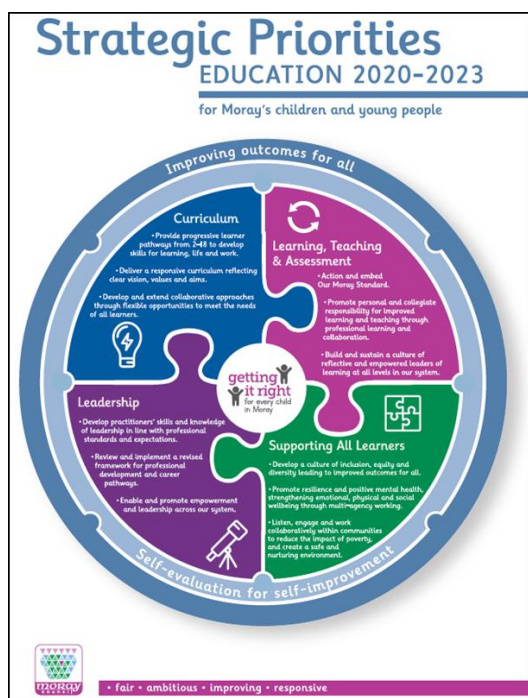 Strategic Priorities
EDUCATION 2020-2023
for Moray's children and young people
Improving outcomes for all
Curriculum
• Provide progressive learner
pathways from 2-18 to develop
skills for learning, life and work.
• Deliver a responsive curriculum reflecting
clear vision, values and aims.
• Develop and extend collaborative approaches
through flexible opportunities to meet the needs
of all learners.
Learning, Teaching
& Assessment
• Action and embed
Our Moray Standard.
• Promote personal and collegiate
responsibility for improved
learning and teaching through
professional learning and
collaboration.
• Build and sustain a culture of
reflective and empowered leaders of
learning at all levels in our system.
getting
it right
for every child
in Moray
Leadership
• Develop practitioners' skills and knowledge
of leadership in line with professional
standards and expectations.
• Review and implement a revised
framework for professional
development and career
pathways.
• Enable and promote empowerment
and leadership across our system.
Supporting All Learners
• Develop a culture of inclusion, equity and
diversity leading to improved outcomes for all.
• Promote resilience and positive mental health,
strengthening emotional, physical and social
wellbeing through multi-agency working.
• Listen, engage and work
collaboratively within communities
to reduce the impact of poverty,
and create a safe and
nurturing environment.
Self-evaluation for self-improvement
moray
council
• fair • ambitious • improving • responsive